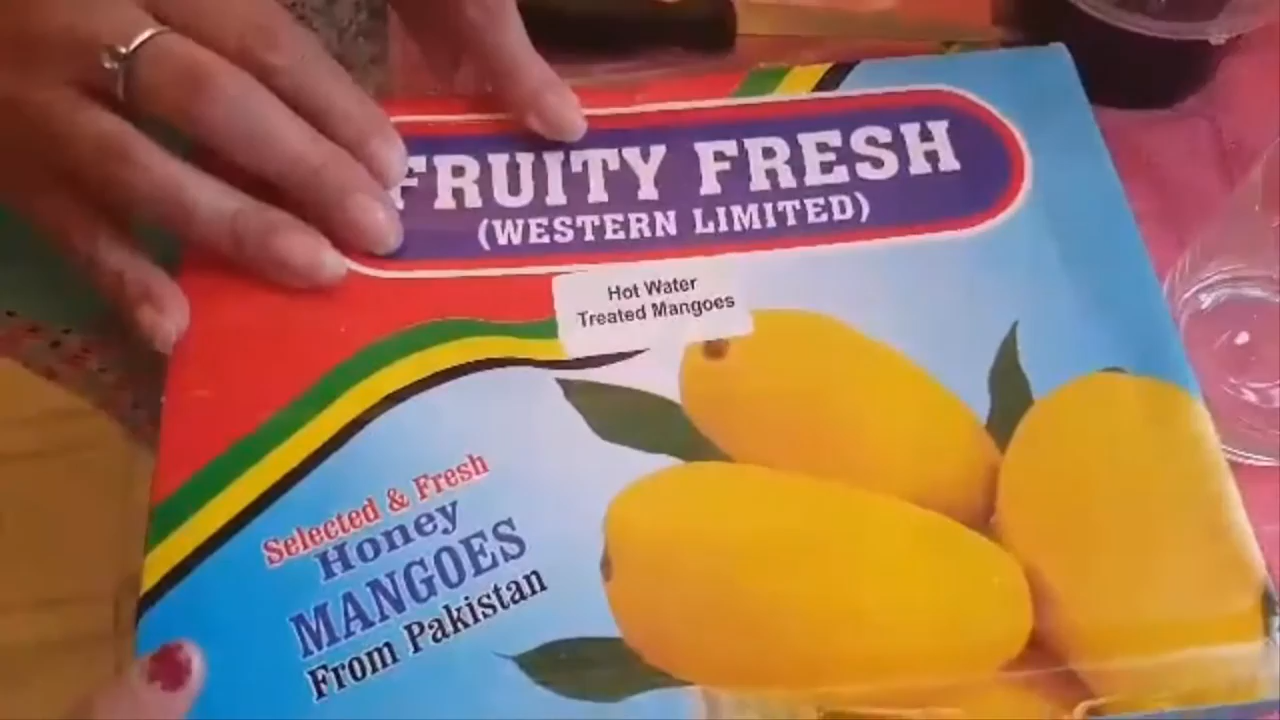 FRUITY FRESH
(WESTERN LIMITED)
Hot Water
Treated Mangoes
Selected & Fresh
Honey
MANGOES
From Pakistan